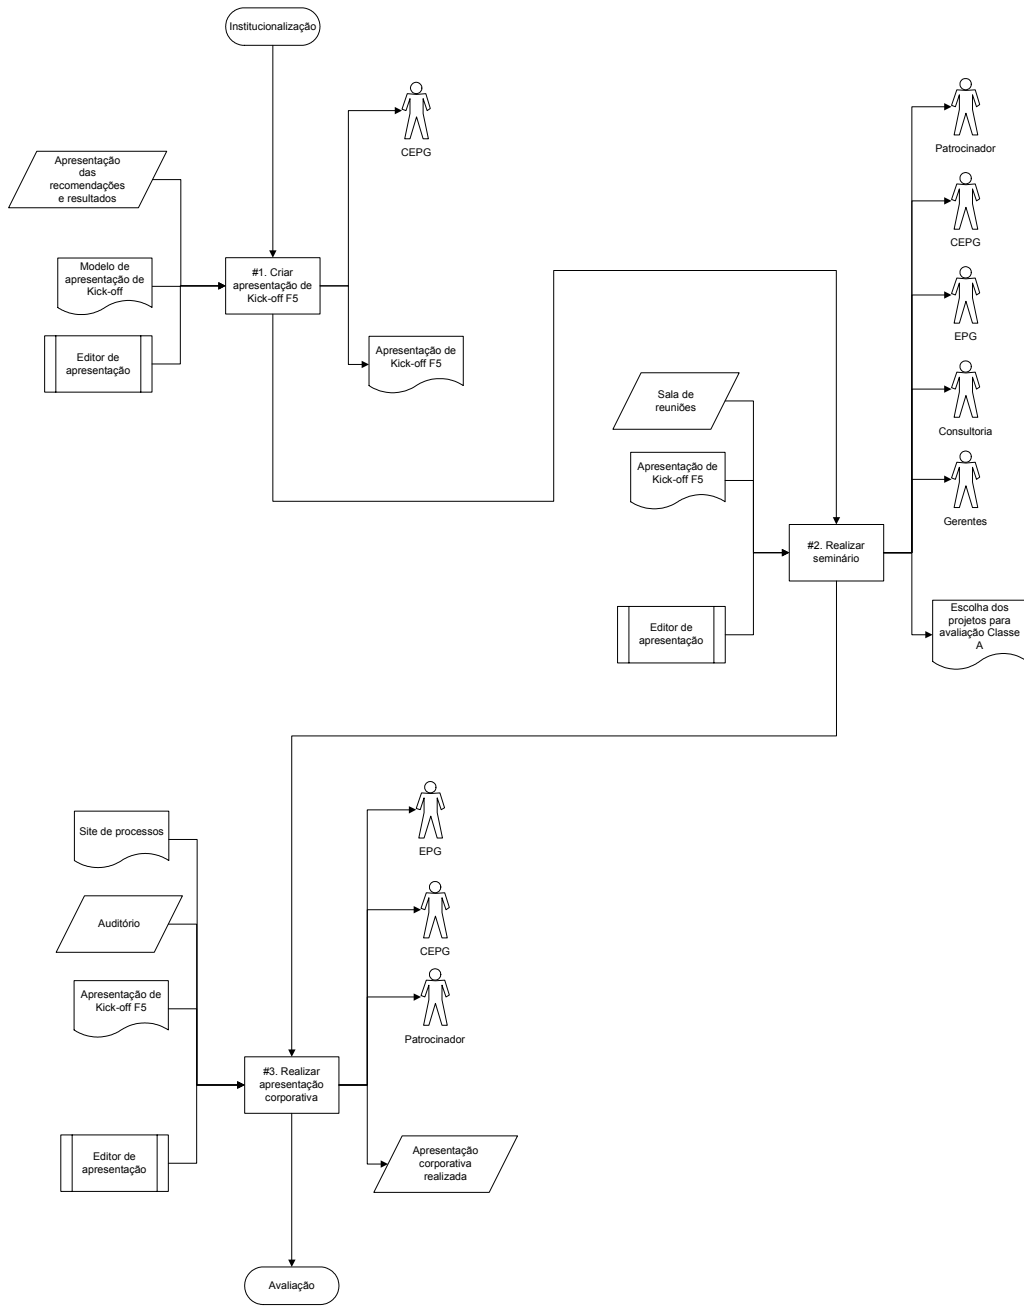 Institucionalização
CEPG
Apresentação
das
recomendações
e resultados
Modelo de
apresentação de
Kick-off
#1. Criar
apresentação de
Kick-off F5
Editor de
apresentação
Apresentação de
Kick-off F5
Patrocinador
CEPG
EPG
Consultoria
Gerentes
Sala de
reuniões
Apresentação de
Kick-off F5
#2. Realizar
seminário
Editor de
apresentação
Escolha dos
projetos para
avaliação Classe
A
Site de processos
Auditório
Apresentação de
Kick-off F5
Editor de
apresentação
EPG
CEPG
Patrocinador
#3. Realizar
apresentação
corporativa
Apresentação
corporativa
realizada
Avaliação